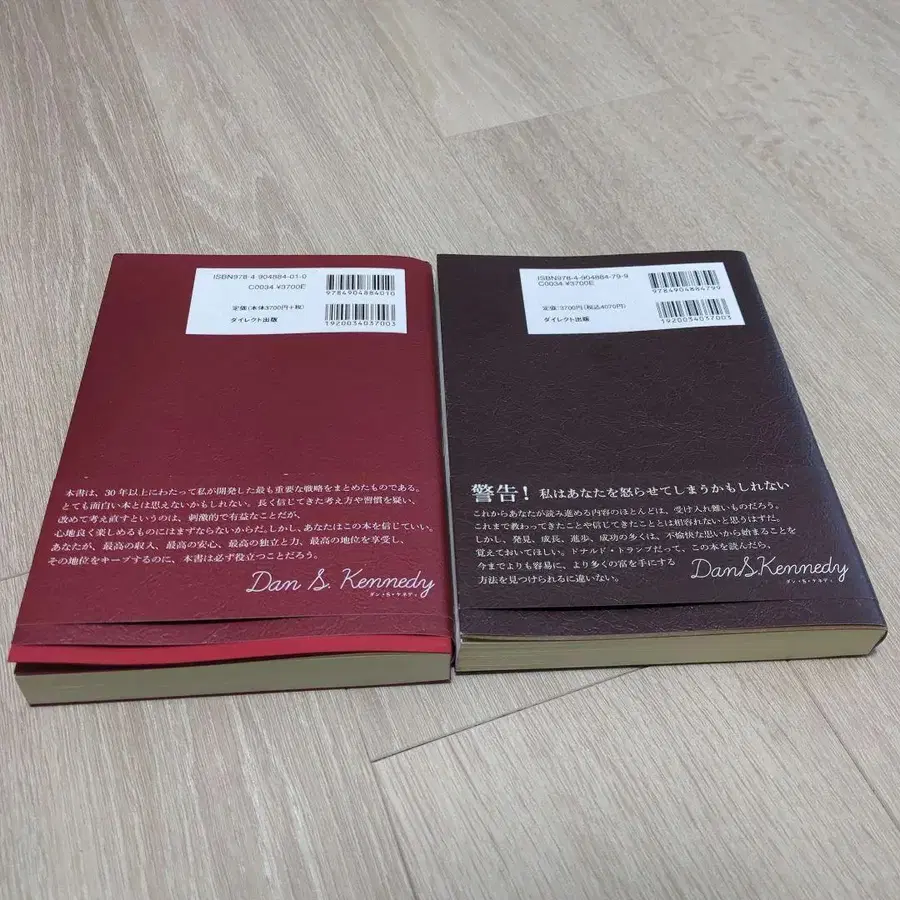 ISBN978-4-904884-01-0
C0034 ¥3700E
定価(本体3700円+税)
ダイレクト出版
9784904884010
1920034037003
本書は、30年以上にわたって私が開発した最も重要な戦略をまとめたものである。
とても面白い本とは思えないかもしれない。長く信じてきた考え方や習慣を疑い、
改めて考え直すというのは、刺激的で有益なことだが、
心地良く楽しめるものにはまずならないからだ。しかし、あなたはこの本を信じていい。
あなたが、最高の収入、最高の安心、最高の独立と力、最高の地位を享受し、
その地位をキープするのに、本書は必ず役立つことだろう。
Dan S. Kennedy
ダン・S・ケネディ
ISBN978-4-904884-79-9
C0034 ¥3700E
定価:3700円(税込4070円)
ダイレクト出版
9784904884799
1920034037003
警告! 私はあなたを怒らせてしまうかもしれない
これからあなたが読み進める内容のほとんどは、受け入れ難いものだろう。
これまで教わってきたことや信じてきたこととは相容れないと思うはずだ。
しかし、発見、成長、進歩、成功の多くは、不愉快な思いから始まることを
覚えておいてほしい。ドナルド・トランプだって、この本を読んだら、
今までよりも容易に、より多くの富を手にする
方法を見つけられるに違いない。
Dan S. Kennedy
ダン・S・ケネディ